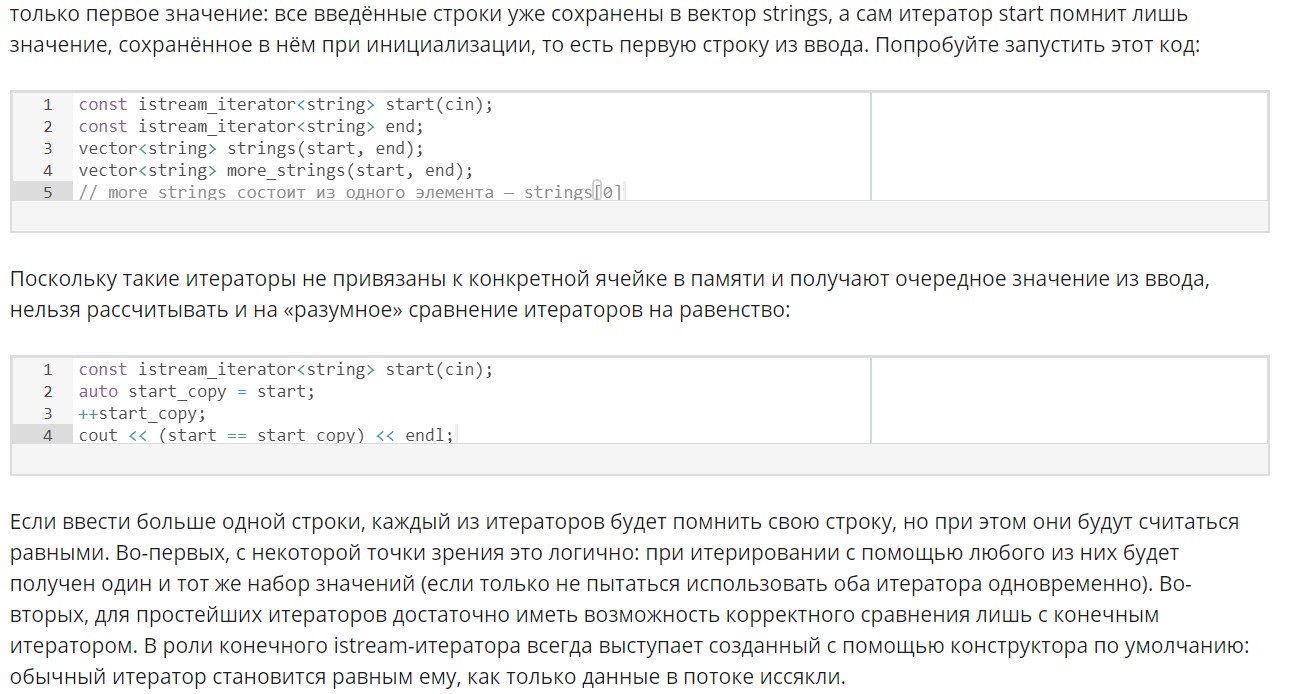 только первое значение: все введённые строки уже сохранены в вектор strings, а сам итератор start помнит лишь
значение, сохранённое в нём при инициализации, то есть первую строку из ввода. Попробуйте запустить этот код:
1 const istream_iterator<string> start(cin);
2 const istream_iterator<string> end;
3 vector<string> strings(start, end);
4 vector<string> more_strings(start, end);
5 // more strings состоит из одного элемента — strings[0]
Поскольку такие итераторы не привязаны к конкретной ячейке в памяти и получают очередное значение из ввода,
нельзя рассчитывать и на «разумное» сравнение итераторов на равенство:
1 const istream_iterator<string> start(cin);
2 auto start_copy = start;
3 ++start_copy;
4 cout << (start == start copy) << endl;
Если ввести больше одной строки, каждый из итераторов будет помнить свою строку, но при этом они будут считаться
равными. Во-первых, с некоторой точки зрения это логично: при итерировании с помощью любого из них будет
получен один и тот же набор значений (если только не пытаться использовать оба итератора одновременно). Во-
вторых, для простейших итераторов достаточно иметь возможность корректного сравнения лишь с конечным
итератором. В роли конечного istream-итератора всегда выступает созданный с помощью конструктора по умолчанию:
обычный итератор становится равным ему, как только данные в потоке иссякли.